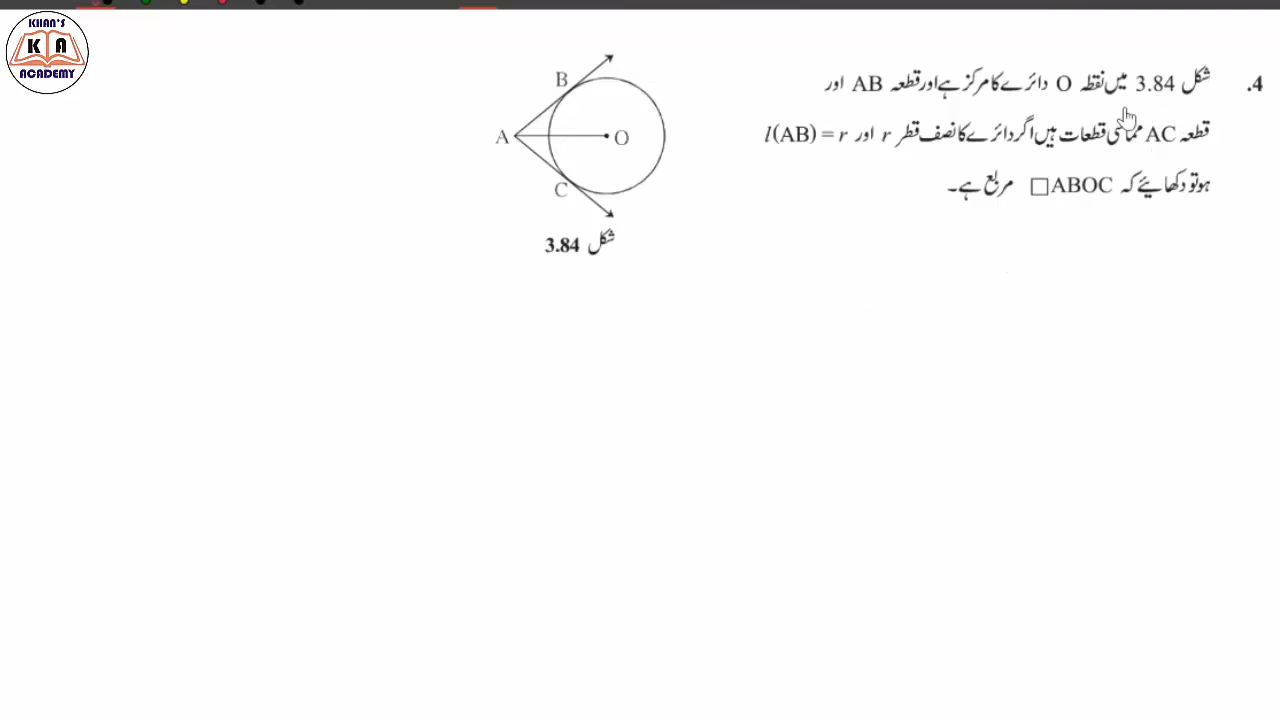 KHAN'S
K A
ACADEMY
4. شکل 3.84 میں نقطہ O دائرے کا مرکز ہے اور قطعہ AB اور
قطعہ AC مماسی قطعات ہیں اگر دائرے کا نصف قطر r اور l(AB) = r
ہو تو دکھایئے کہ □ABOC مربع ہے۔
B
A
O
C
شکل 3.84